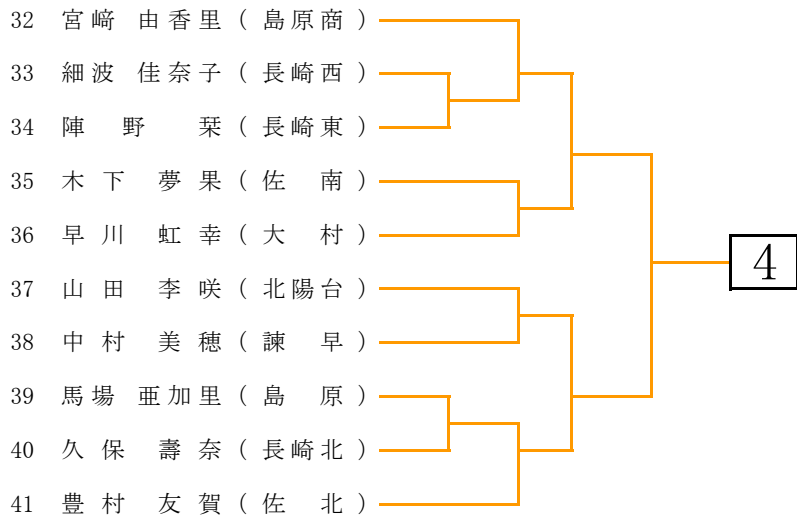 32 宮﨑 由香里 ( 島原商 )
33 細波 佳奈子 ( 長崎西 )
34 陣 野 栞 ( 長崎東 )
35 木 下 夢 果 ( 佐 南 )
36 早 川 虹 幸 ( 大 村 )
4
37 山 田 李 咲 ( 北陽台 )
38 中 村 美 穂 ( 諫 早 )
39 馬場 亜加里 ( 島 原 )
40 久 保 壽 奈 ( 長崎北 )
41 豊 村 友 賀 ( 佐 北 )